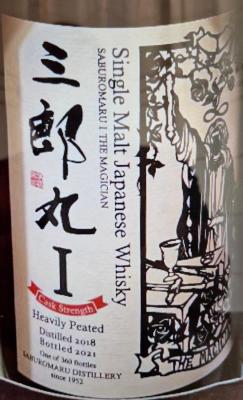 Single Malt Japanese Whisky
SABUROMARU I THE MAGICIAN
三郎丸 I
Cask Strength
Heavily Peated
Distilled 2018
Bottled 2021
One of 360 Bottles
SABUROMARU DISTILLERY
since 1952
THE MAGICIAN